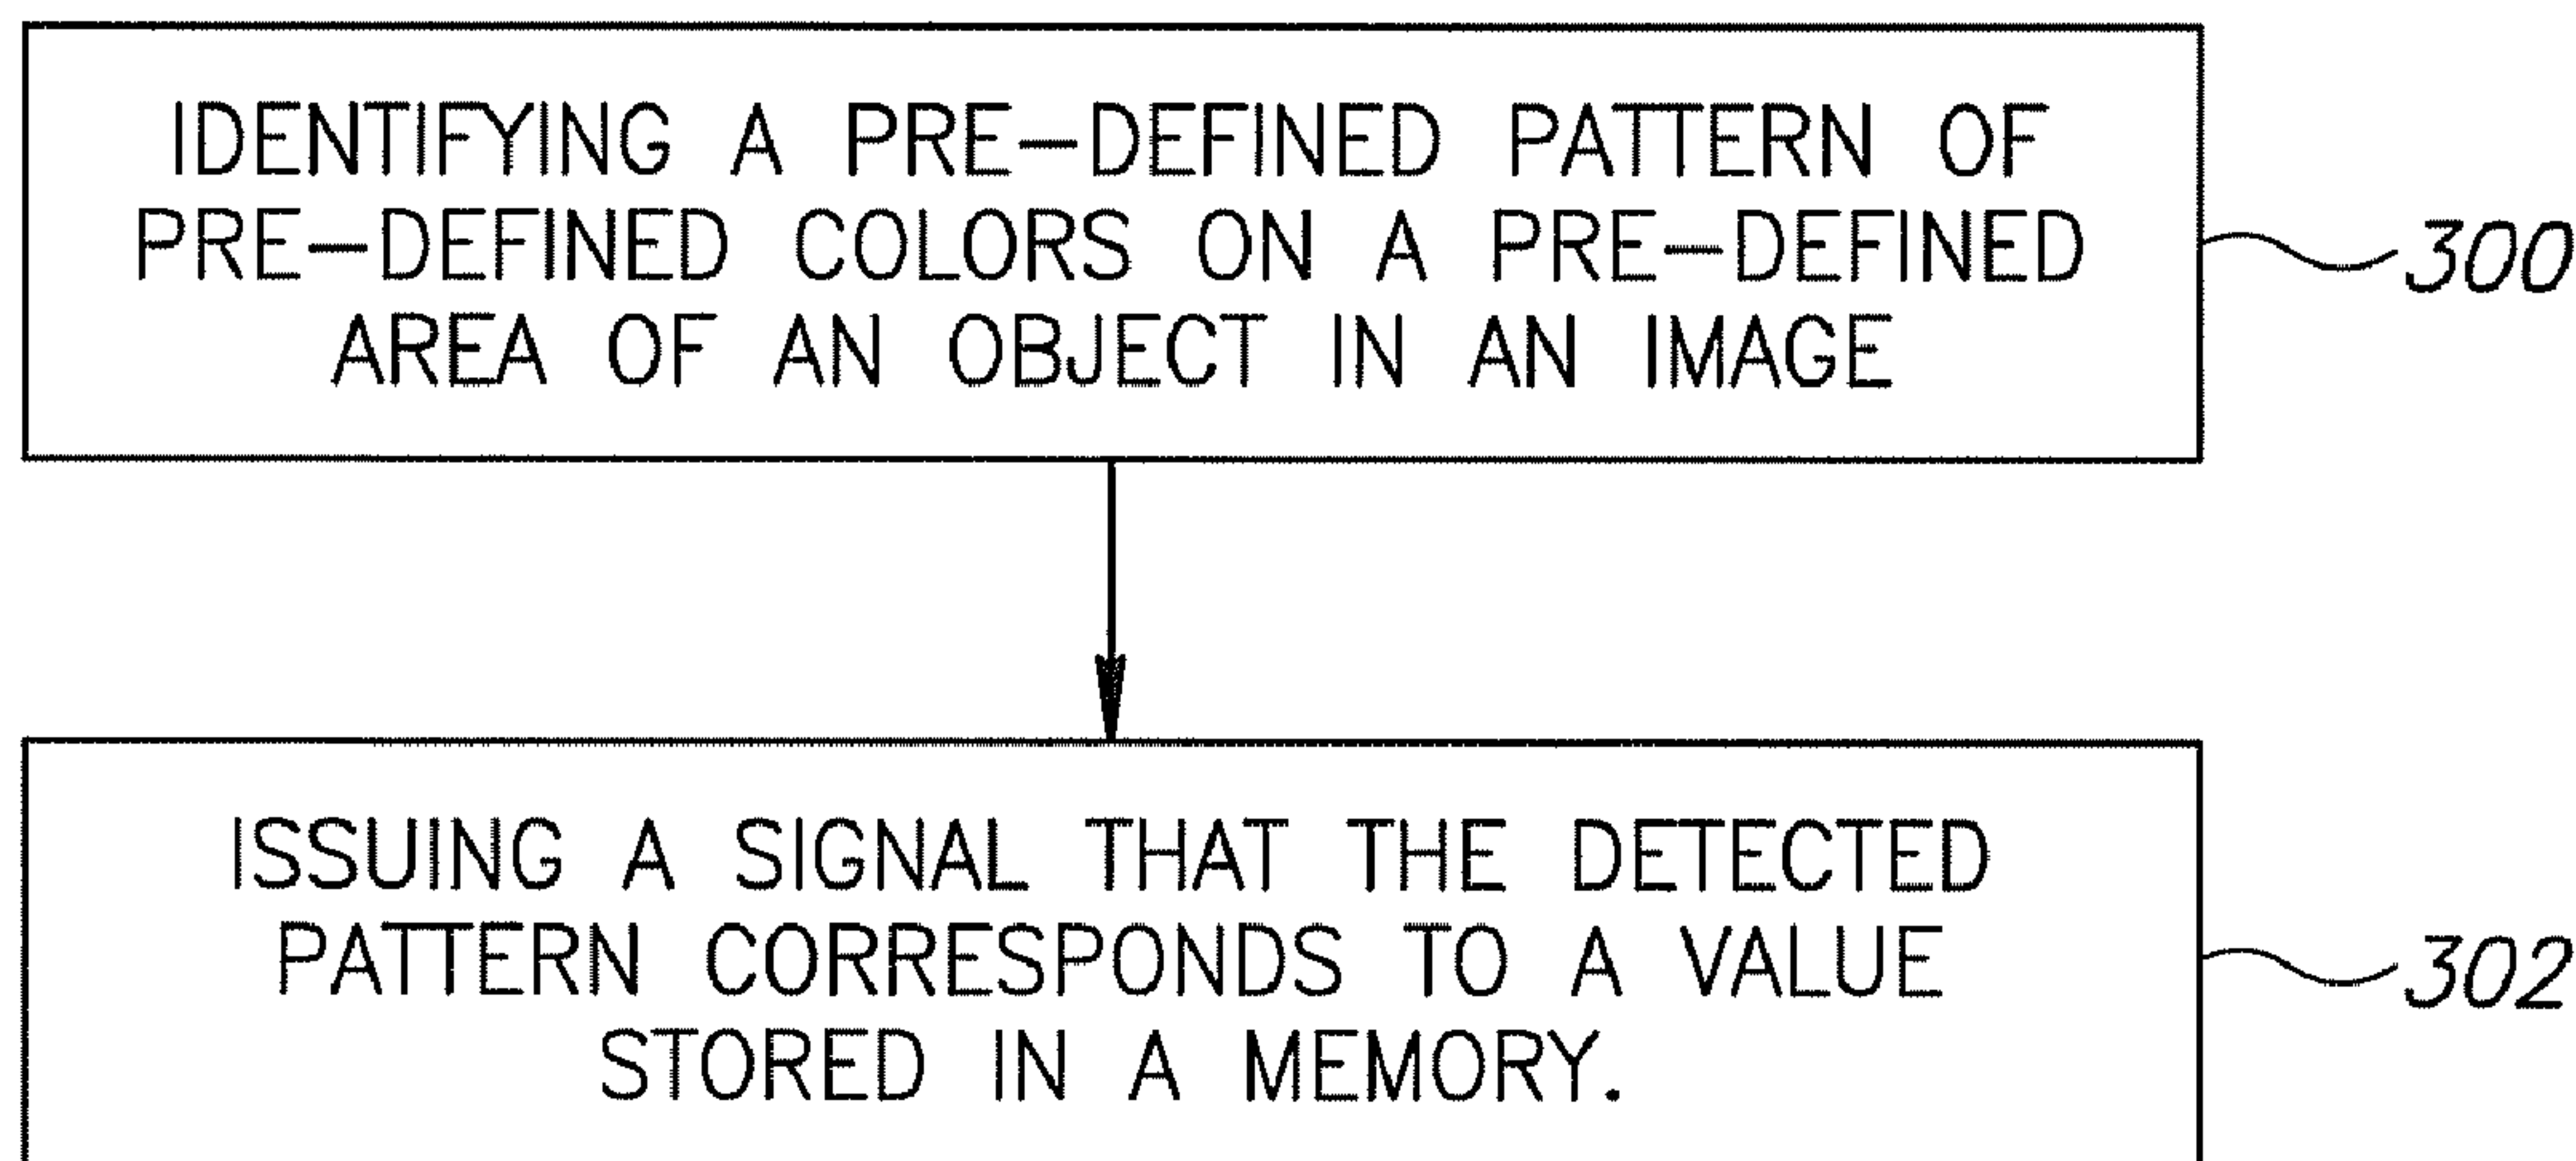 IDENTIFYING A PRE-DEFINED PATTERN OF
PRE-DEFINED COLORS ON A PRE-DEFINED
AREA OF AN OBJECT IN AN IMAGE
300
ISSUING A SIGNAL THAT THE DETECTED
PATTERN CORRESPONDS TO A VALUE
STORED IN A MEMORY.
302